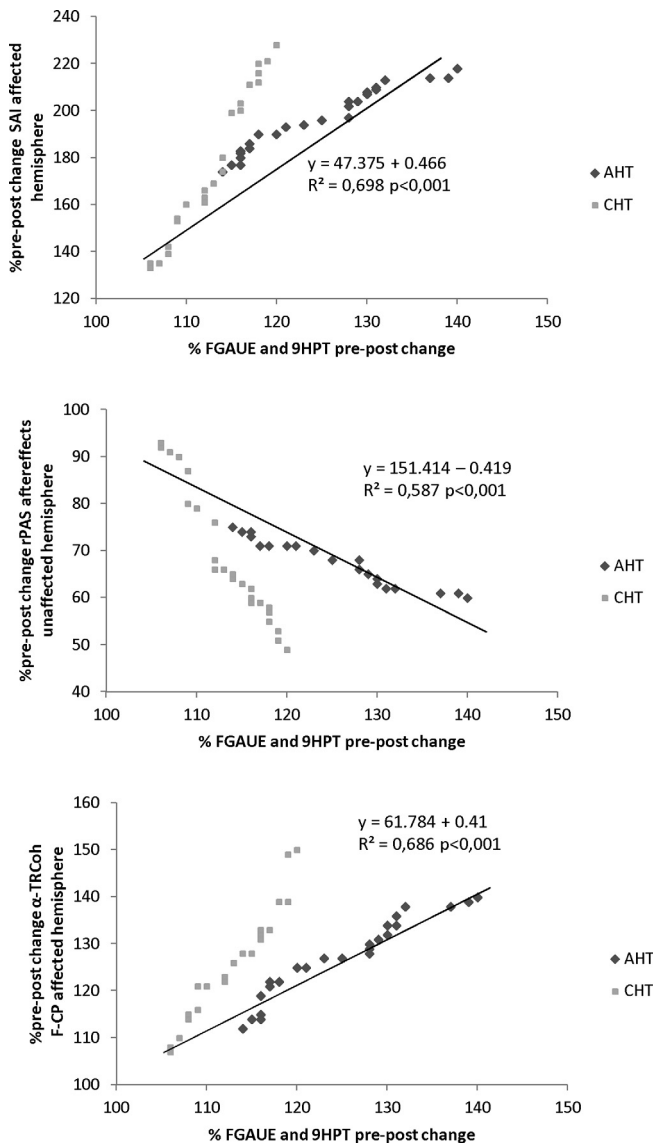 %pre-post change SAI affected
hemisphere
240
220
200
180
160
140
120
100
110
120
130
140
150
y = 47.375 + 0.466
R² = 0,698 p<0,001
AHT
CHT
% FGAUE and 9HPT pre-post change
%pre-post change rPAS aftereffects
unaffected hemisphere
100
90
80
70
60
50
40
100
110
120
130
140
150
y = 151.414 – 0.419
R² = 0,587 p<0,001
AHT
CHT
% FGAUE and 9HPT pre-post change
%pre-post change α-TRCoh
F-CP affected hemisphere
160
150
140
130
120
110
100
100
110
120
130
140
150
y = 61.784 + 0.41
R² = 0,686 p<0,001
AHT
CHT
% FGAUE and 9HPT pre-post change